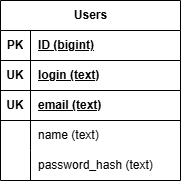 Users
PK ID (bigint)
UK login (text)
UK email (text)
name (text)
password_hash (text)